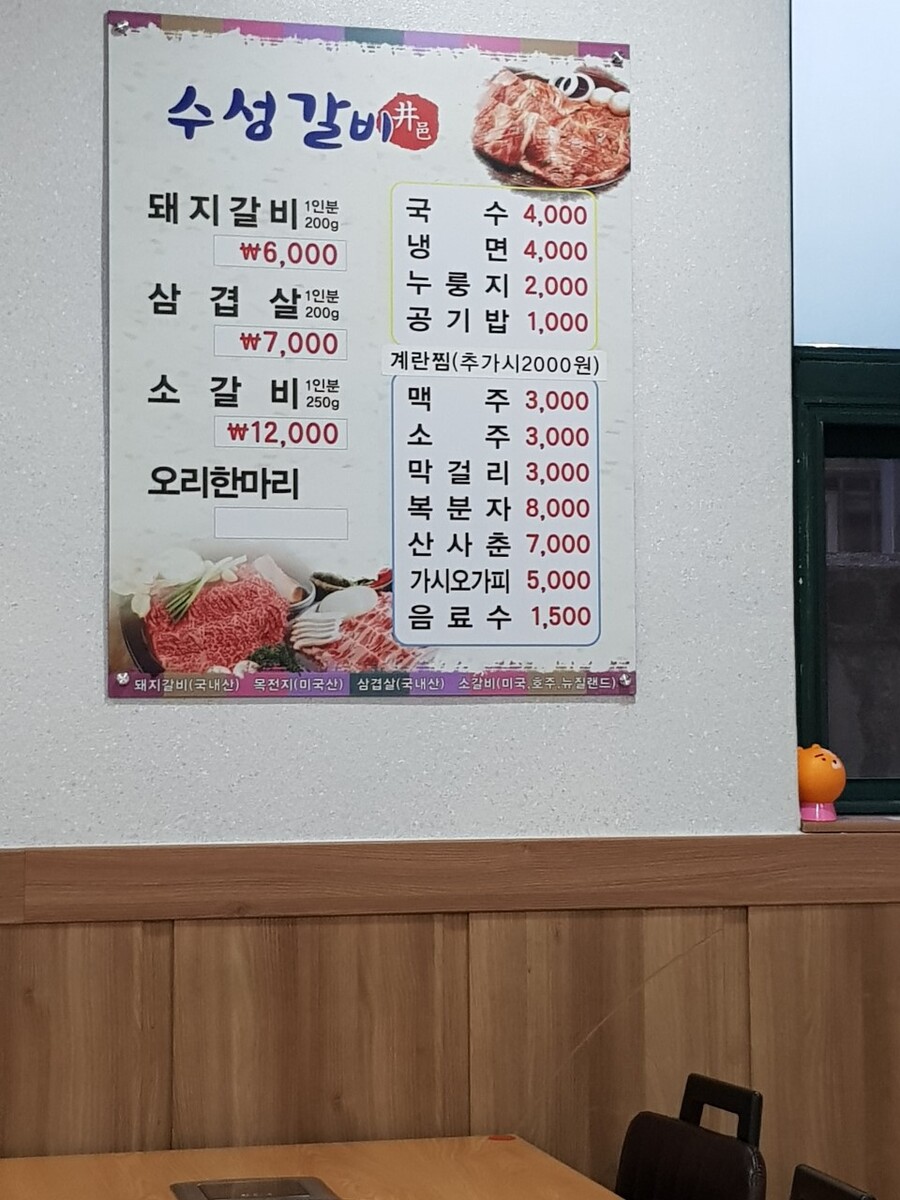 수성갈비 井邑
돼지갈비 1인분 200g
₩6,000
삼겹살 1인분 200g
₩7,000
소갈비 1인분 250g
₩12,000
오리한마리
국수 4,000
냉면 4,000
누룽지 2,000
공기밥 1,000
계란찜(추가시2000원)
맥주 3,000
소주 3,000
막걸리 3,000
복분자 8,000
산사춘 7,000
가시오가피 5,000
음료수 1,500
돼지갈비(국내산) 목전지(미국산) 삼겹살(국내산) 소갈비(미국,호주,뉴질랜드)